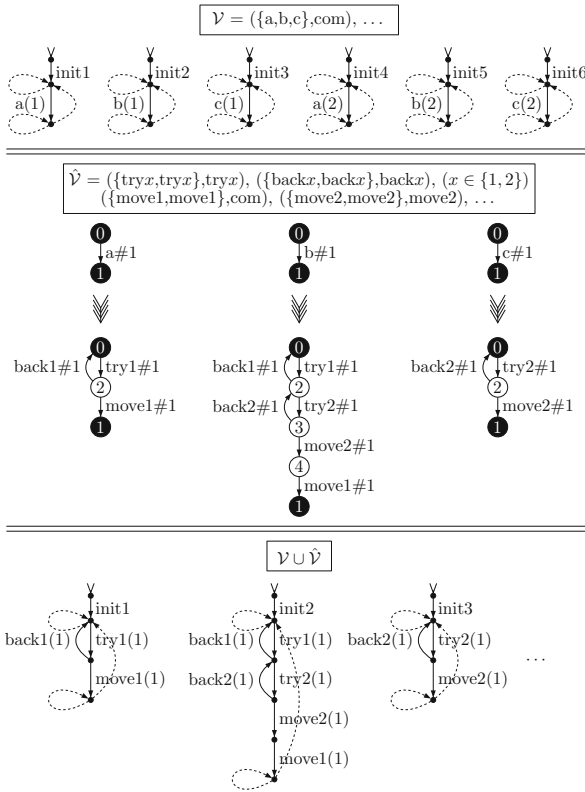 𝒱 = ({a,b,c},com), ...
init1 init2 init3 init4 init5 init6
a(1) b(1) c(1) a(2) b(2) c(2)
𝒱̂ = ({tryx,tryx},tryx), ({backx,backx},backx), (x ∈ {1,2})
({move1,move1},com), ({move2,move2},move2), ...
0 0 0
a#1 b#1 c#1
1 1 1
0 0 0
back1#1 try1#1 back1#1 try1#1 back2#1 try2#1
2 2 2
move1#1 back2#1 try2#1 move2#1
1 3 1
move2#1
4
move1#1
1
𝒱 ∪ 𝒱̂
init1 init2 init3
back1(1) try1(1) back1(1) try1(1) back2(1) try2(1)
...
move1(1) back2(1) try2(1) move2(1)
move2(1)
move1(1)